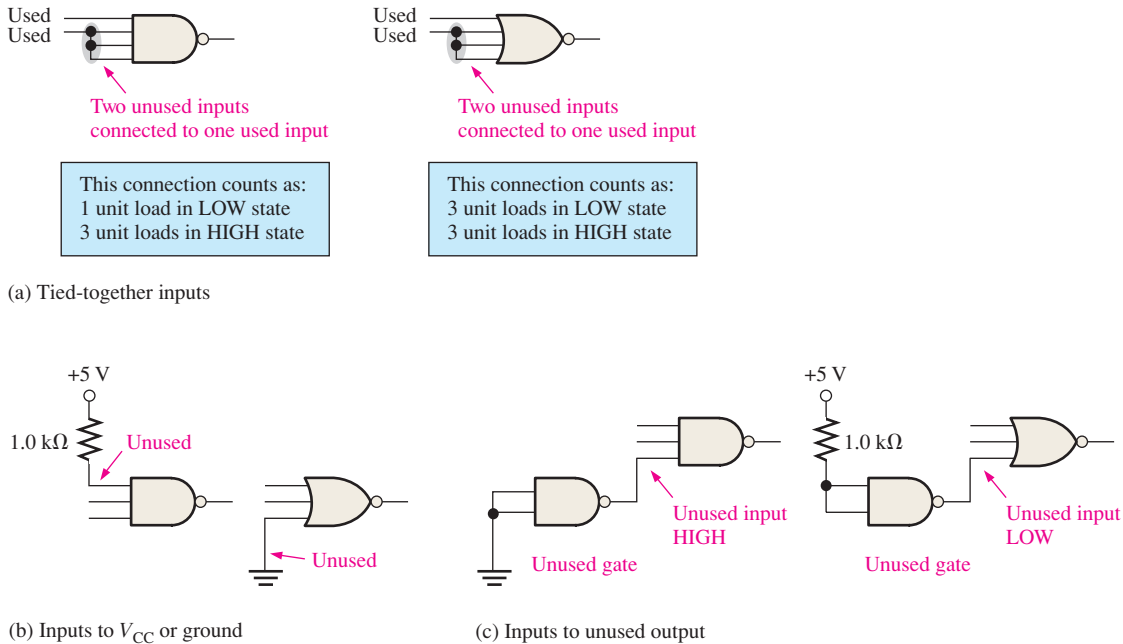 Used
Used
Two unused inputs
connected to one used input
This connection counts as:
1 unit load in LOW state
3 unit loads in HIGH state
Used
Used
Two unused inputs
connected to one used input
This connection counts as:
3 unit loads in LOW state
3 unit loads in HIGH state
(a) Tied-together inputs
+5 V
1.0 kΩ
Unused
Unused
(b) Inputs to VCC or ground
Unused input
HIGH
Unused gate
+5 V
1.0 kΩ
Unused input
LOW
Unused gate
(c) Inputs to unused output